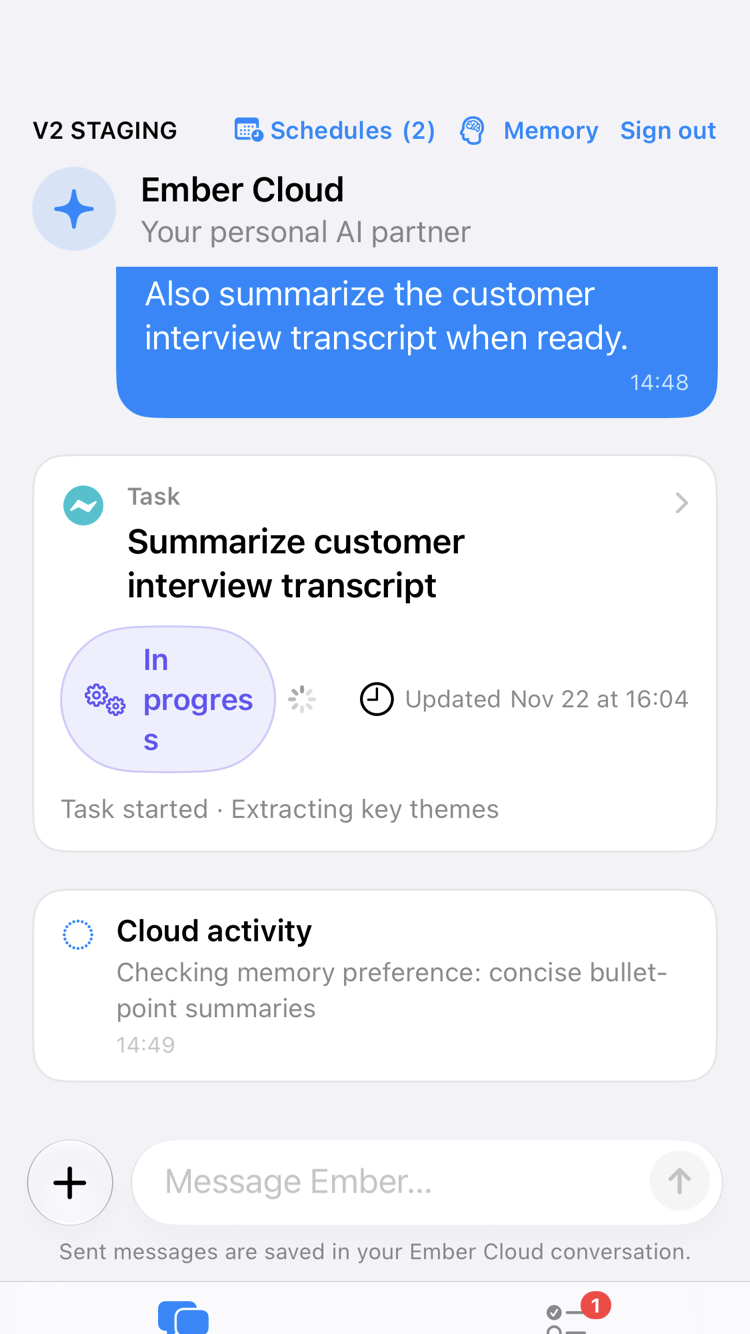 V2 STAGING
Schedules (2)
Memory
Sign out
Ember Cloud
Your personal AI partner
Also summarize the customer
interview transcript when ready.
14:48
Task
Summarize customer
interview transcript
In
progres
s
Updated Nov 22 at 16:04
Task started · Extracting key themes
Cloud activity
Checking memory preference: concise bullet-
point summaries
14:49
Message Ember...
Sent messages are saved in your Ember Cloud conversation.
1